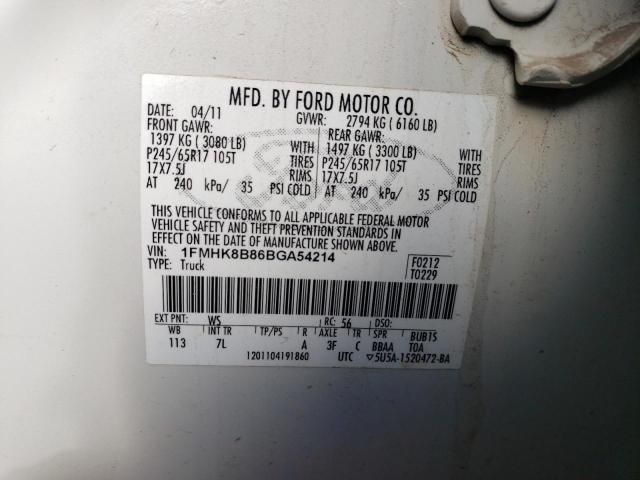 MFD. BY FORD MOTOR CO.
DATE: 04/11 GVWR: 2794 KG ( 6160 LB)
FRONT GAWR: REAR GAWR:
1397 KG ( 3080 LB) WITH 1497 KG ( 3300 LB) WITH
P245/65R17 105T TIRES P245/65R17 105T TIRES
17X7.5J RIMS 17X7.5J RIMS
AT 240 kPa/ 35 PSI COLD AT 240 kPa/ 35 PSI COLD
THIS VEHICLE CONFORMS TO ALL APPLICABLE FEDERAL MOTOR
VEHICLE SAFETY AND THEFT PREVENTION STANDARDS IN
EFFECT ON THE DATE OF MANUFACTURE SHOWN ABOVE.
VIN: 1FMHK8B86BGA54214 F0212
TYPE: Truck T0229
EXT PNT: WS RC: 56
WB INT TR TP/PS R AXLE TR SPR BUB1S
113 7L A 3F C BBAA T0A
1201104191860 UTC ▽5U5A-1520472-BA